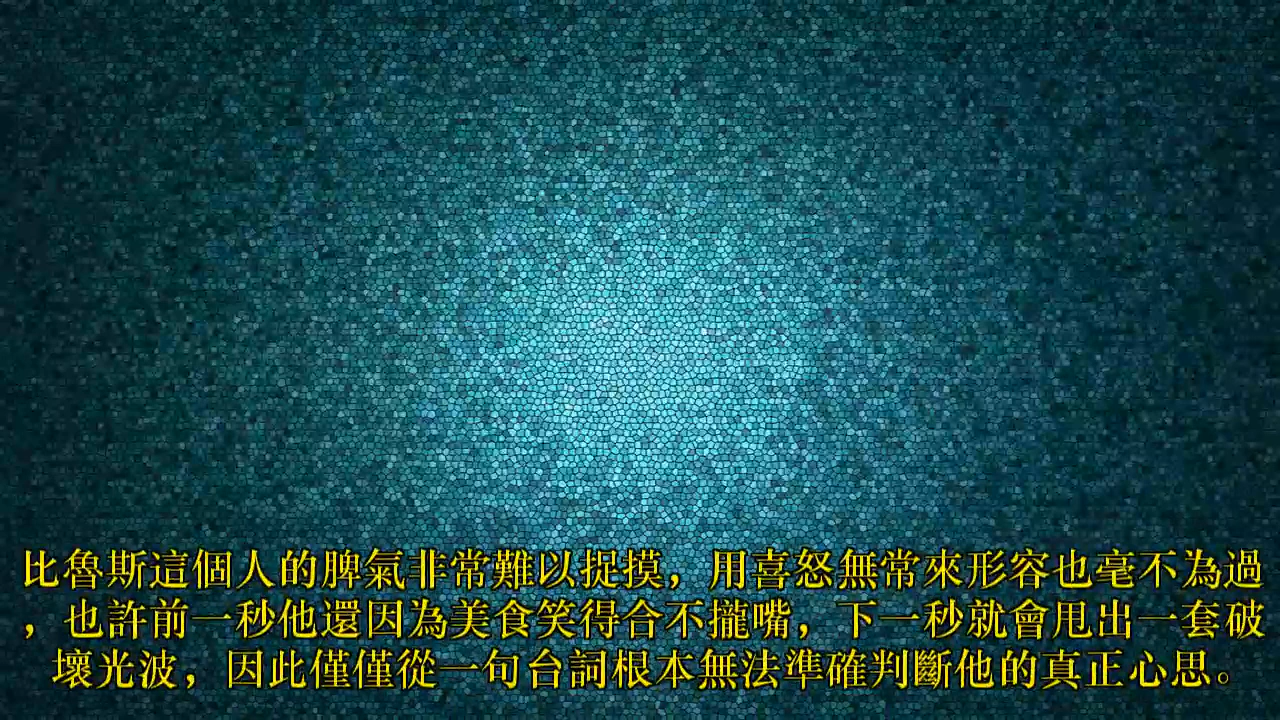 比魯斯這個人的脾氣非常難以捉摸，用喜怒無常來形容也毫不為過
，也許前一秒他還因為美食笑得合不攏嘴，下一秒就會甩出一套破
壞光波，因此僅僅從一句台詞根本無法準確判斷他的真正心思。